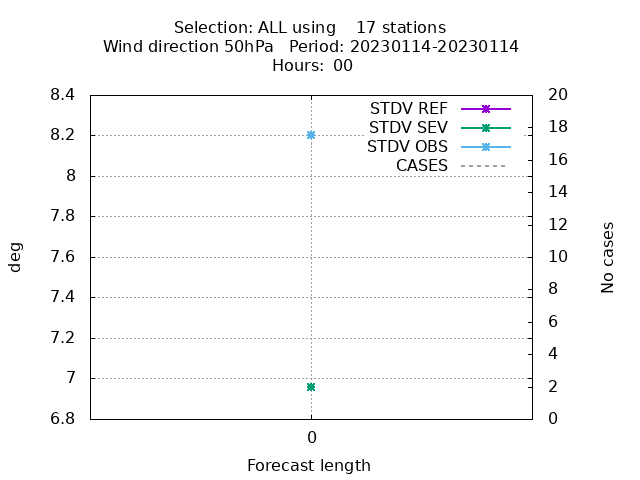 Selection: ALL using    17 stations
Wind direction 50hPa   Period: 20230114-20230114
Hours:  00
8.4
8.2
8
7.8
7.6
7.4
7.2
7
6.8
20
18
16
14
12
10
8
6
4
2
0
STDV REF
STDV SEV
STDV OBS
CASES
deg
No cases
0
Forecast length